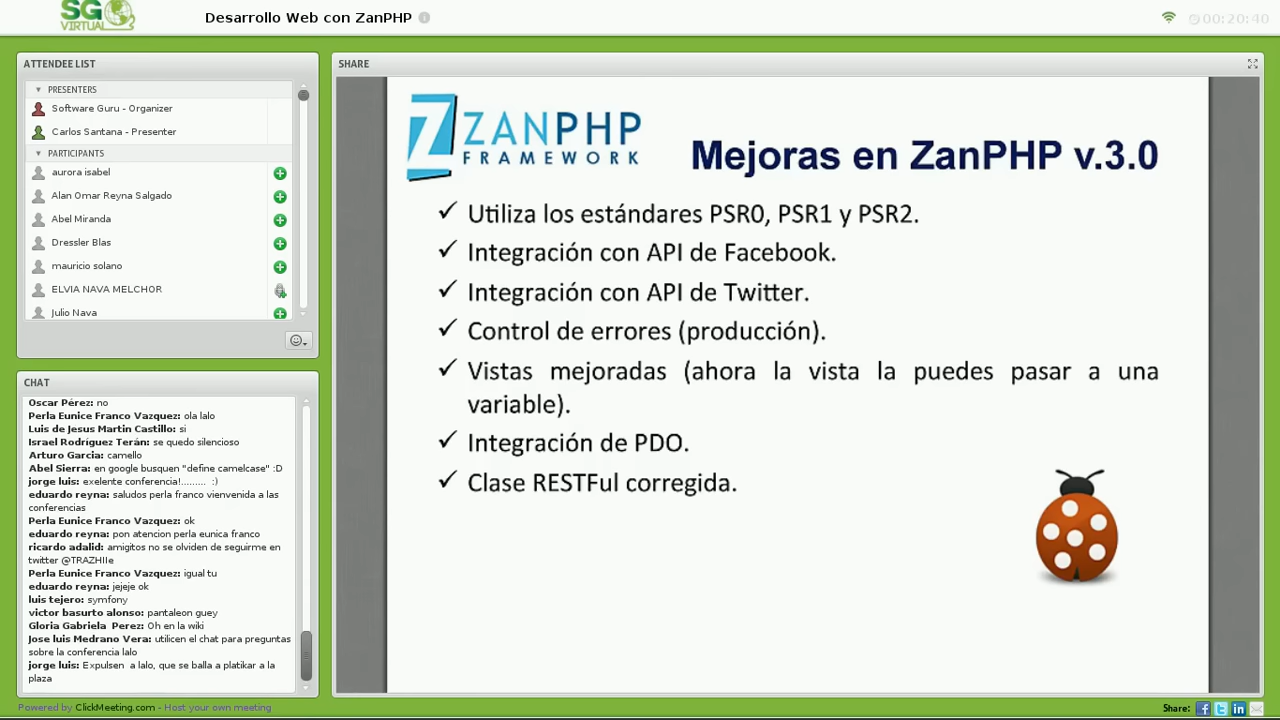 SG
VIRTUAL
Desarrollo Web con ZanPHP
00:20:40
ATTENDEE LIST
PRESENTERS
Software Guru - Organizer
Carlos Santana - Presenter
PARTICIPANTS
aurora isabel
Alan Omar Reyna Salgado
Abel Miranda
Dressler Blas
mauricio solano
ELVIA NAVA MELCHOR
Julio Nava
CHAT
Oscar Pérez: no
Perla Eunice Franco Vazquez: ola lalo
Luis de Jesus Martin Castillo: si
Israel Rodríguez Terán: se quedo silencioso
Arturo Garcia: camello
Abel Sierra: en google busquen "define camelcase" :D
jorge luis: exelente conferencia!......... :)
eduardo reyna: saludos perla franco vienvenida a las
conferencias
Perla Eunice Franco Vazquez: ok
eduardo reyna: pon atencion perla eunica franco
ricardo adalid: amigitos no se olviden de seguirme en
twitter @TRAZHIIe
Perla Eunice Franco Vazquez: igual tu
eduardo reyna: jejeje ok
luis tejero: symfony
victor basurto alonso: pantaleon guey
Gloria Gabriela Perez: Oh en la wiki
Jose luis Medrano Vera: utilicen el chat para preguntas
sobre la conferencia lalo
jorge luis: Expulsen a lalo, que se balla a platikar a la
plaza
SHARE
ZANPHP
FRAMEWORK
Mejoras en ZanPHP v.3.0
✓ Utiliza los estándares PSR0, PSR1 y PSR2.
✓ Integración con API de Facebook.
✓ Integración con API de Twitter.
✓ Control de errores (producción).
✓ Vistas mejoradas (ahora la vista la puedes pasar a una
variable).
✓ Integración de PDO.
✓ Clase RESTFul corregida.
Powered by ClickMeeting.com - Host your own meeting
Share: